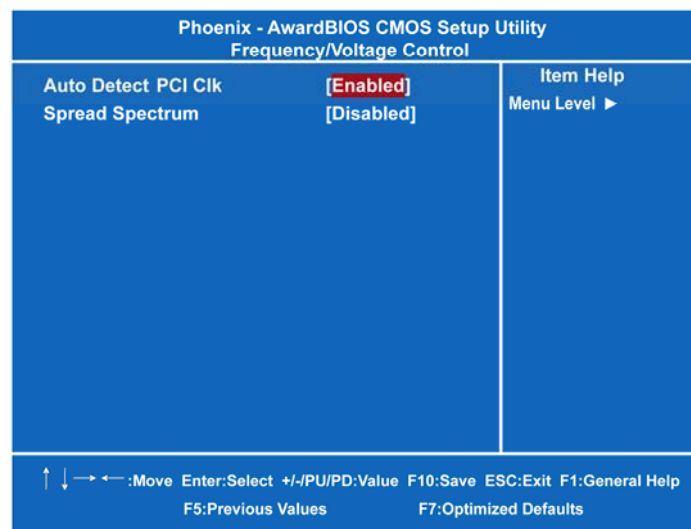 Phoenix - AwardBIOS CMOS Setup Utility
Frequency/Voltage Control
Auto Detect PCI Clk [Enabled]
Spread Spectrum [Disabled]
Item Help
Menu Level ►
↑ ↓ → ← :Move Enter:Select +/-/PU/PD:Value F10:Save ESC:Exit F1:General Help
F5:Previous Values F7:Optimized Defaults